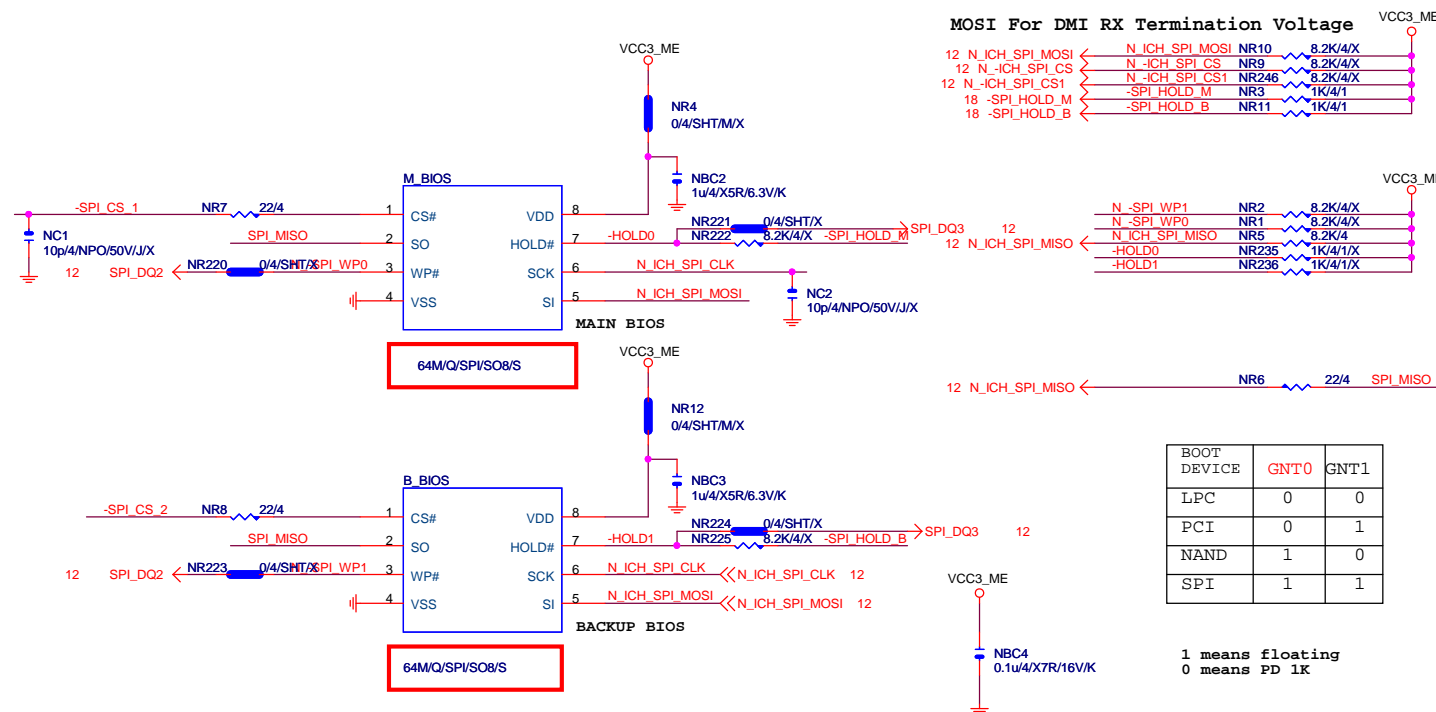 MOSI For DMI RX Termination Voltage
VCC3_ME
12 N_ICH_SPI_MOSI N_ICH_SPI_MOSI NR10 8.2K/4/X
12 N_-ICH_SPI_CS N_-ICH_SPI_CS NR9 8.2K/4/X
12 N_-ICH_SPI_CS1 N_-ICH_SPI_CS1 NR246 8.2K/4/X
18 -SPI_HOLD_M -SPI_HOLD_M NR3 1K/4/1
18 -SPI_HOLD_B -SPI_HOLD_B NR11 1K/4/1
VCC3_ME
NR4
0/4/SHT/M/X
NBC2
1u/4/X5R/6.3V/K
M_BIOS
-SPI_CS_1 NR7 22/4 1 CS# VDD 8
NC1
10p/4/NPO/50V/J/X
SPI_MISO 2 SO HOLD# 7 -HOLD0
NR221 0/4/SHT/X SPI_DQ3 12
NR222 8.2K/4/X -SPI_HOLD_M
12 SPI_DQ2 NR220 0/4/SHT/X N_-SPI_WP0 3 WP# SCK 6 N_ICH_SPI_CLK
4 VSS SI 5 N_ICH_SPI_MOSI
NC2
10p/4/NPO/50V/J/X
MAIN BIOS
64M/Q/SPI/SO8/S
VCC3_ME
N_-SPI_WP1 NR2 8.2K/4/X
N_-SPI_WP0 NR1 8.2K/4/X
12 N_ICH_SPI_MISO N_ICH_SPI_MISO NR5 8.2K/4
-HOLD0 NR235 1K/4/1/X
-HOLD1 NR236 1K/4/1/X
12 N_ICH_SPI_MISO NR6 22/4 SPI_MISO
VCC3_ME
NR12
0/4/SHT/M/X
NBC3
1u/4/X5R/6.3V/K
B_BIOS
-SPI_CS_2 NR8 22/4 1 CS# VDD 8
SPI_MISO 2 SO HOLD# 7 -HOLD1
NR224 0/4/SHT/X SPI_DQ3 12
NR225 8.2K/4/X -SPI_HOLD_B
12 SPI_DQ2 NR223 0/4/SHT/X N_-SPI_WP1 3 WP# SCK 6 N_ICH_SPI_CLK N_ICH_SPI_CLK 12
4 VSS SI 5 N_ICH_SPI_MOSI N_ICH_SPI_MOSI 12
BACKUP BIOS
64M/Q/SPI/SO8/S
VCC3_ME
NBC4
0.1u/4/X7R/16V/K
BOOT DEVICE GNT0 GNT1
LPC 0 0
PCI 0 1
NAND 1 0
SPI 1 1
1 means floating
0 means PD 1K